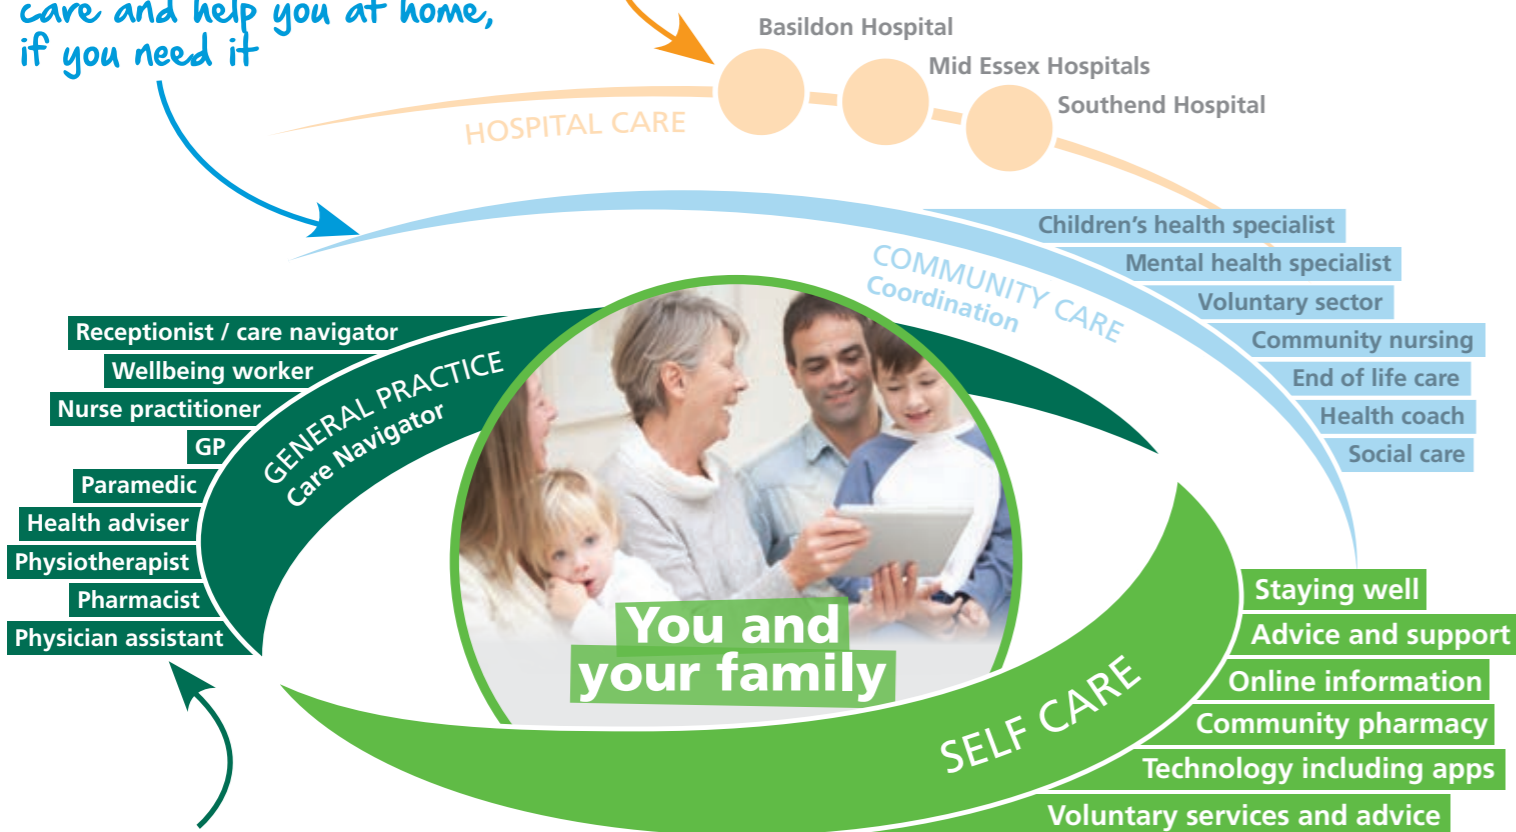 care and help you at home,
if you need it
Basildon Hospital
Mid Essex Hospitals
Southend Hospital
HOSPITAL CARE
COMMUNITY CARE
Coordination
Children's health specialist
Mental health specialist
Voluntary sector
Community nursing
End of life care
Health coach
Social care
GENERAL PRACTICE
Care Navigator
Receptionist / care navigator
Wellbeing worker
Nurse practitioner
GP
Paramedic
Health adviser
Physiotherapist
Pharmacist
Physician assistant
You and
your family
SELF CARE
Staying well
Advice and support
Online information
Community pharmacy
Technology including apps
Voluntary services and advice